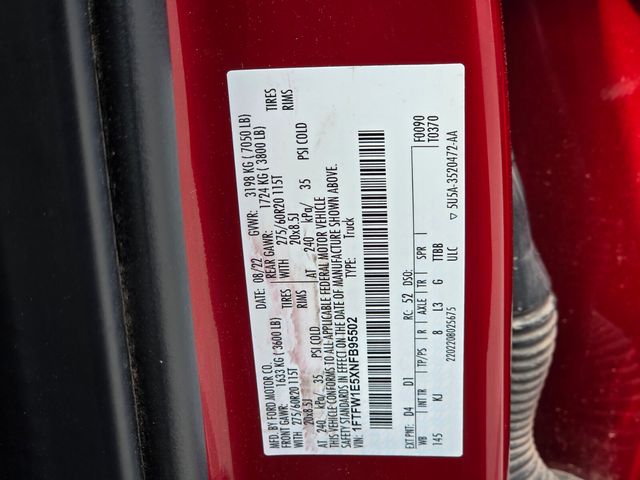 MFD. BY FORD MOTOR CO.
DATE: 08/22 GVWR: 3198 KG ( 7050 LB)
FRONT GAWR: 1633 KG (3600 LB) REAR GAWR: 1724 KG ( 3800 LB)
WITH 275/60R20 115T TIRES WITH 275/60R20 115T TIRES
20x8.5J RIMS 20x8.5J RIMS
AT 240 kPa/ 35 PSI COLD AT 240 kPa/ 35 PSI COLD
THIS VEHICLE CONFORMS TO ALL APPLICABLE FEDERAL MOTOR VEHICLE
SAFETY STANDARDS IN EFFECT ON THE DATE OF MANUFACTURE SHOWN ABOVE.
VIN: 1FTFW1E5XNFB95502 TYPE: Truck
F0090
T0370
EXT PNT: D4 D1 RC: 52 DSO:
WB INT TR TP/PS R AXLE TR SPR
145 KJ 8 L3 G TTBB
ULC
2202208025675
5U5A-3520472-AA